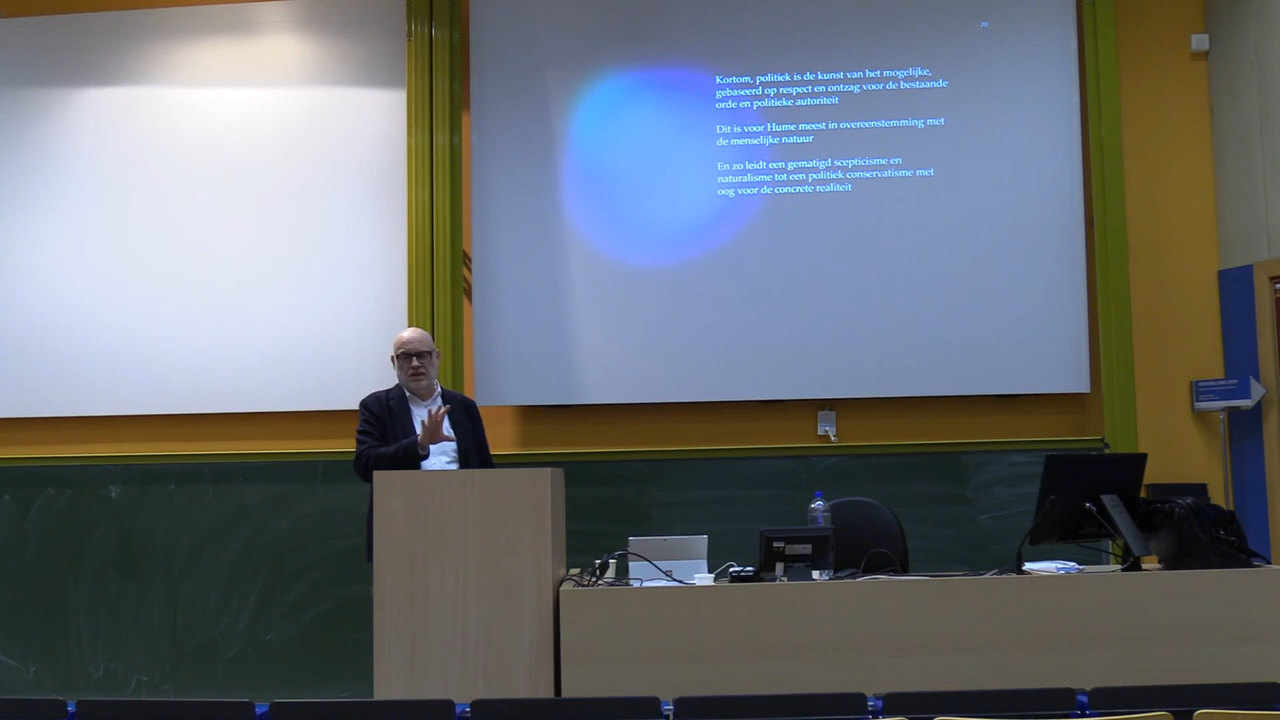 Kortom, politiek is de kunst van het mogelijke,
gebaseerd op respect en ontzag voor de bestaande
orde en politieke autoriteit
Dit is voor Hume meest in overeenstemming met
de menselijke natuur
En zo leidt een gematigd scepticisme en
naturalisme tot een politiek conservatisme met
oog voor de concrete realiteit